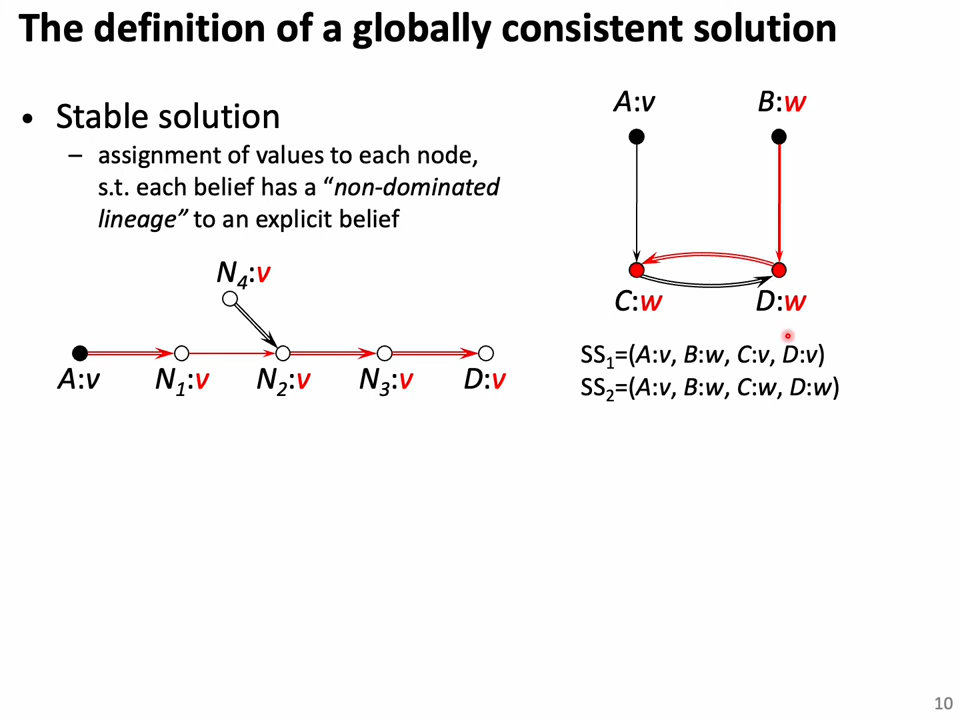 The definition of a globally consistent solution
• Stable solution
– assignment of values to each node,
s.t. each belief has a “non-dominated
lineage” to an explicit belief
N4:v
A:v N1:v N2:v N3:v D:v
A:v B:w
C:w D:w
SS1=(A:v, B:w, C:v, D:v)
SS2=(A:v, B:w, C:w, D:w)
10